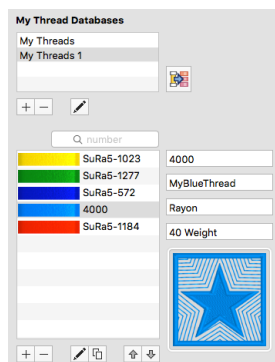 My Thread Databases
My Threads
My Threads 1
number
SuRa5-1023
SuRa5-1277
SuRa5-572
4000
SuRa5-1184
4000
MyBlueThread
Rayon
40 Weight